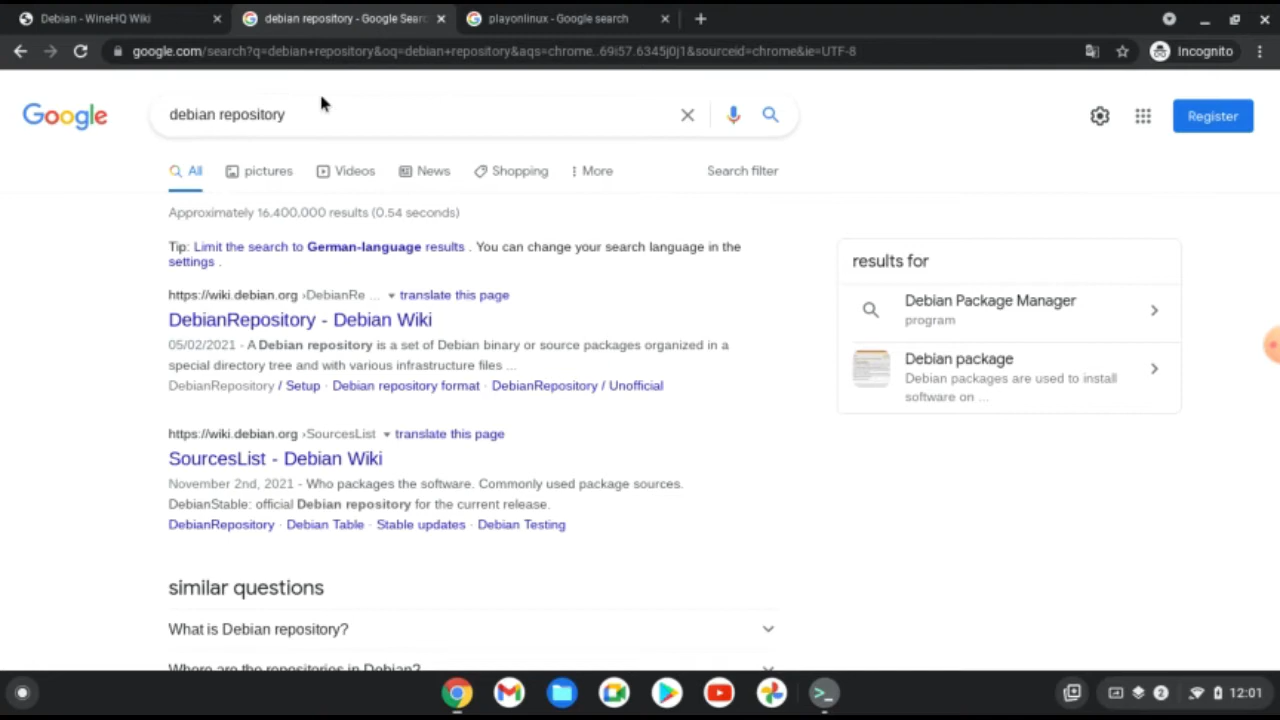 Debian - WineHQ Wiki
debian repository - Google Searc
playonlinux - Google search
google.com/search?q=debian+repository&oq=debian+repository&aqs=chrome..69i57.6345j0j1&sourceid=chrome&ie=UTF-8
Incognito
Google
debian repository
Register
All
pictures
Videos
News
Shopping
More
Search filter
Approximately 16.400.000 results (0.54 seconds)
Tip: Limit the search to German-language results . You can change your search language in the
settings .
https://wiki.debian.org ›DebianRe ... translate this page
DebianRepository - Debian Wiki
05/02/2021 - A Debian repository is a set of Debian binary or source packages organized in a
special directory tree and with various infrastructure files ...
DebianRepository / Setup · Debian repository format · DebianRepository / Unofficial
https://wiki.debian.org ›SourcesList translate this page
SourcesList - Debian Wiki
November 2nd, 2021 - Who packages the software. Commonly used package sources.
DebianStable: official Debian repository for the current release.
DebianRepository · Debian Table · Stable updates · Debian Testing
similar questions
What is Debian repository?
Where are the repositories in Debian?
results for
Debian Package Manager
program
Debian package
Debian packages are used to install
software on ...
2
12:01